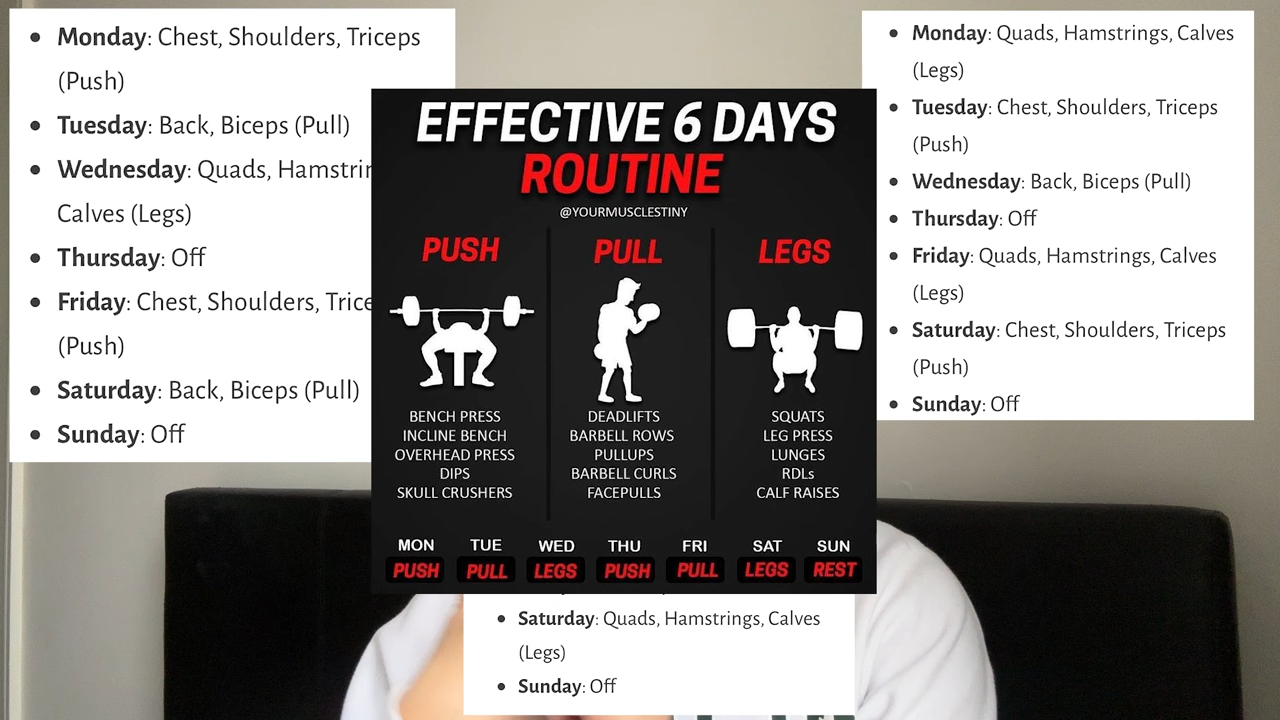 Monday: Chest, Shoulders, Triceps
(Push)
Tuesday: Back, Biceps (Pull)
Wednesday: Quads,
Calves (Legs)
Thursday: Off
Friday: Chest, Shoulders,
(Push)
Saturday: Back, Biceps (Pull)
Sunday: Off
EFFECTIVE 6 DAYS
ROUTINE
@YOURMUSCLESTINY
PUSH
BENCH PRESS
INCLINE BENCH
OVERHEAD PRESS
DIPS
SKULL CRUSHERS
PULL
DEADLIFTS
BARBELL ROWS
PULLUPS
BARBELL CURLS
FACEPULLS
LEGS
SQUATS
LEG PRESS
LUNGES
RDLs
CALF RAISES
MON TUE WED THU FRI SAT SUN
PUSH PULL LEGS PUSH PULL LEGS REST
Monday: Quads, Hamstrings, Calves
(Legs)
Tuesday: Chest, Shoulders, Triceps
(Push)
Wednesday: Back, Biceps (Pull)
Thursday: Off
Friday: Quads, Hamstrings, Calves
(Legs)
Saturday: Chest, Shoulders, Triceps
(Push)
Sunday: Off
Saturday: Quads, Hamstrings, Calves
(Legs)
Sunday: Off